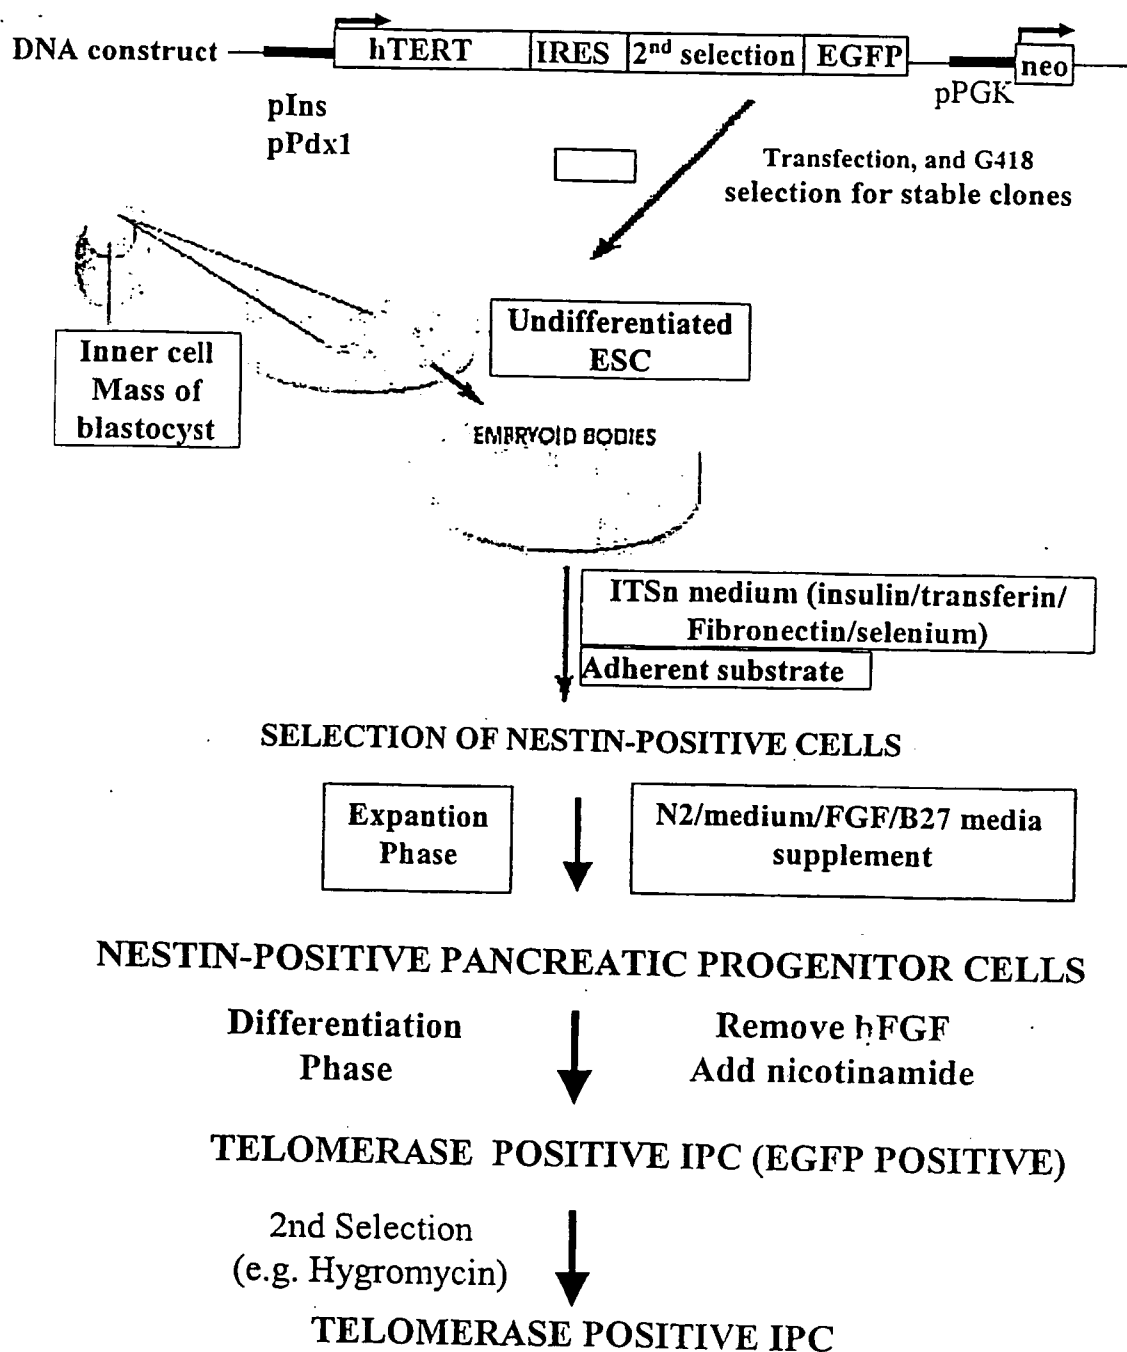 DNA construct hTERT IRES 2nd selection EGFP neo
pIns
pPdx1
pPGK
Transfection, and G418
selection for stable clones
Undifferentiated
ESC
Inner cell
Mass of
blastocyst
EMBRYOID BODIES
ITSn medium (insulin/transferin/
Fibronectin/selenium)
Adherent substrate
SELECTION OF NESTIN-POSITIVE CELLS
Expantion
Phase
N2/medium/FGF/B27 media
supplement
NESTIN-POSITIVE PANCREATIC PROGENITOR CELLS
Differentiation
Phase
Remove bFGF
Add nicotinamide
TELOMERASE POSITIVE IPC (EGFP POSITIVE)
2nd Selection
(e.g. Hygromycin)
TELOMERASE POSITIVE IPC